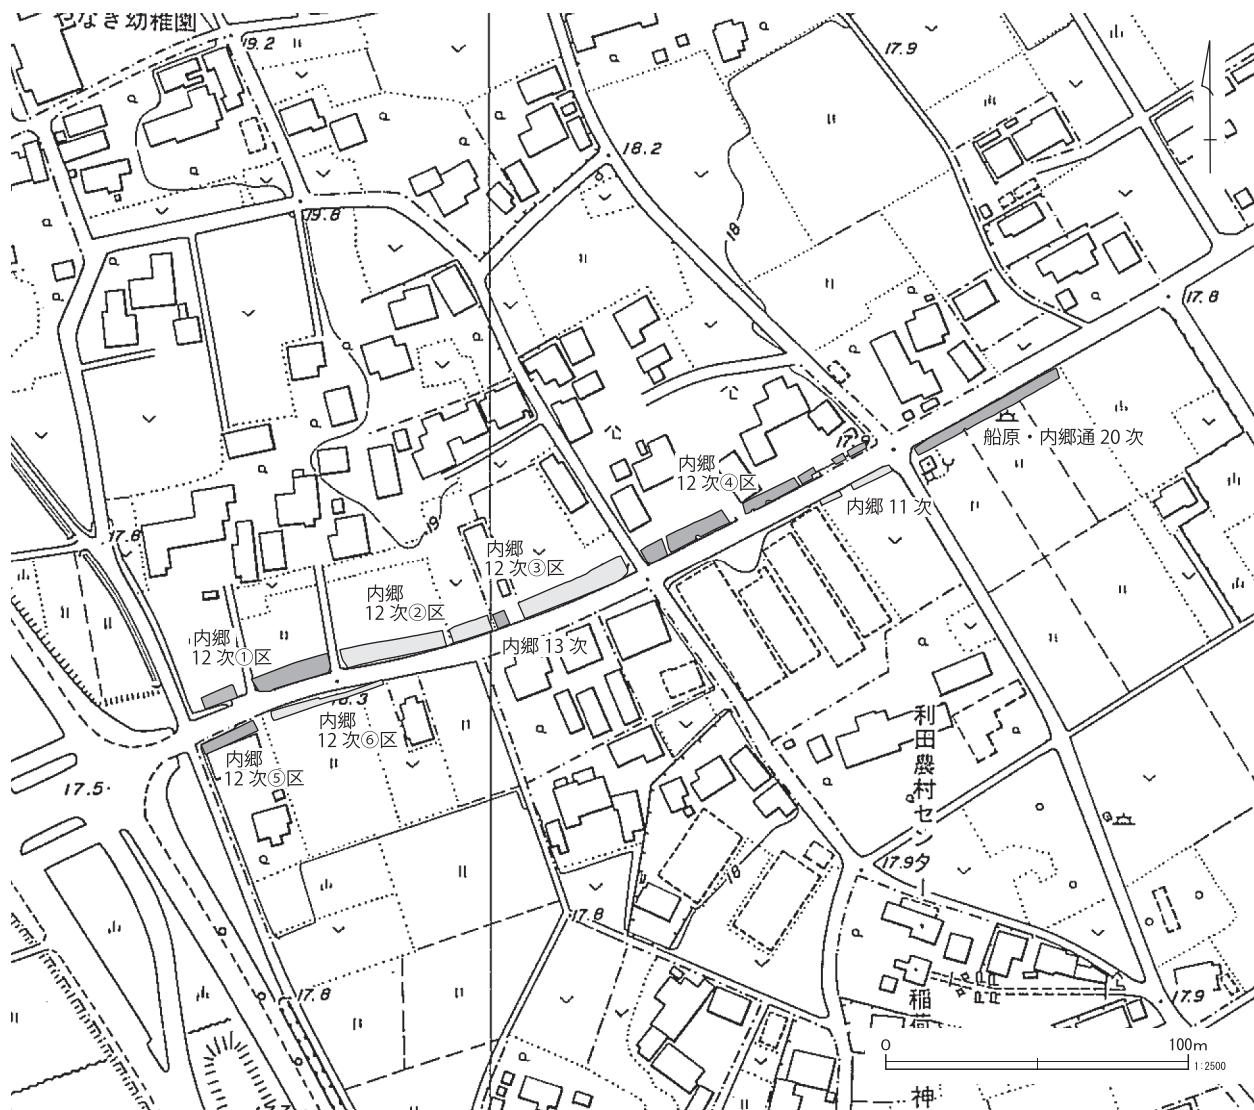 やなぎ幼稚園
19.2
17.9
18.2
19.8
18
17.8
船原・内郷通 20 次
内郷
12 次④区
17.9
内郷 11 次
17.8
19
内郷
12 次③区
内郷
12 次②区
内郷 13 次
内郷
12 次①区
18.3
内郷
12 次⑥区
内郷
12 次⑤区
17.5
利田農村センター
17.9
18
17.8
17.8
17.9
稲荷
神
0
100m
1:2500